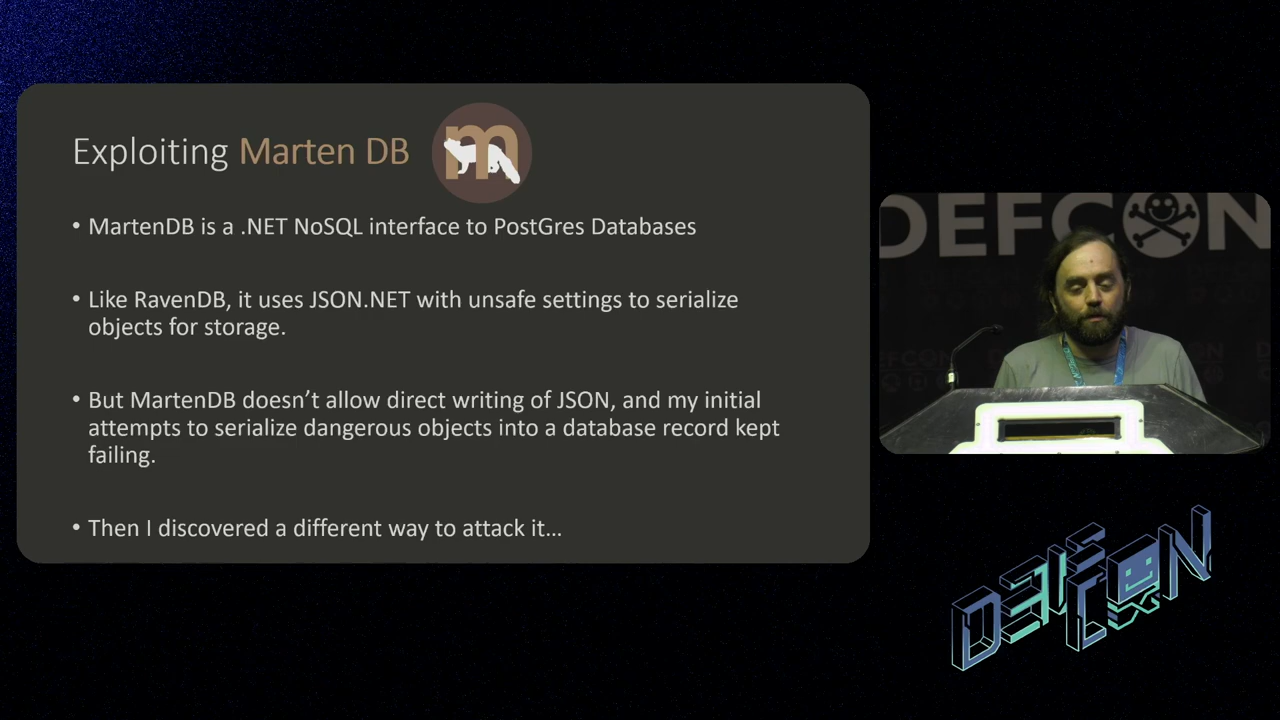 Exploiting Marten DB
m
• MartenDB is a .NET NoSQL interface to PostGres Databases
• Like RavenDB, it uses JSON.NET with unsafe settings to serialize
objects for storage.
• But MartenDB doesn’t allow direct writing of JSON, and my initial
attempts to serialize dangerous objects into a database record kept
failing.
• Then I discovered a different way to attack it…
DEFCON
DEFCON
DEFCON